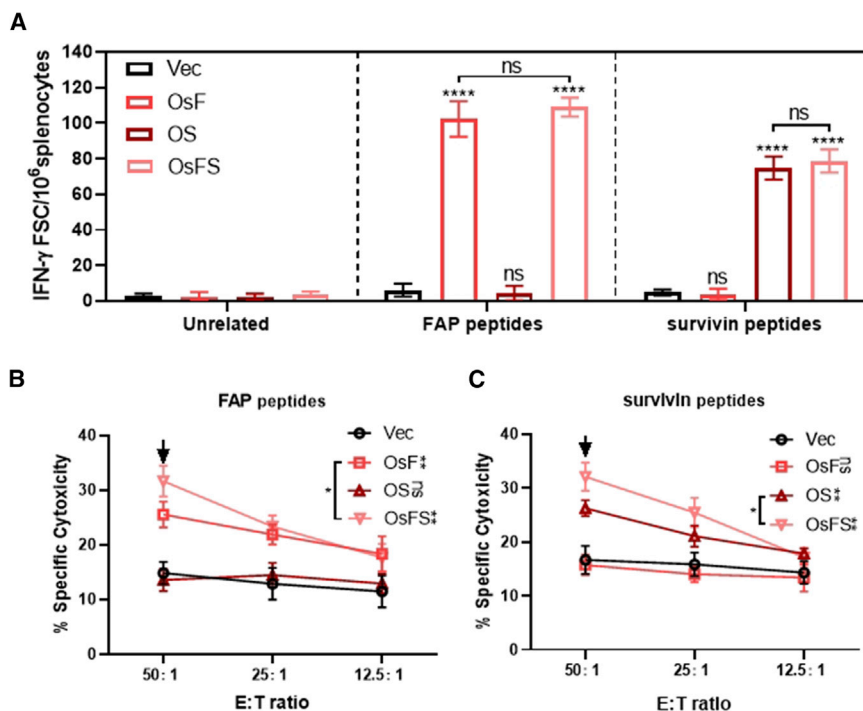 A
IFN-γ FSC/10⁶splenocytes
140
120
100
80
60
40
20
0
Vec
OsF
OS
OsFS
ns
****
****
ns
ns
****
****
ns
Unrelated
FAP peptides
survivin peptides
B
FAP peptides
% Specific Cytoxicity
40
30
20
10
0
Vec
OsF**
OSns
OsFS**
*
50:1
25:1
12.5:1
E:T ratio
C
survivin peptides
% Specific Cytoxicity
40
30
20
10
0
Vec
OsFns
OS**
OsFS**
*
50:1
25:1
12.5:1
E:T ratio